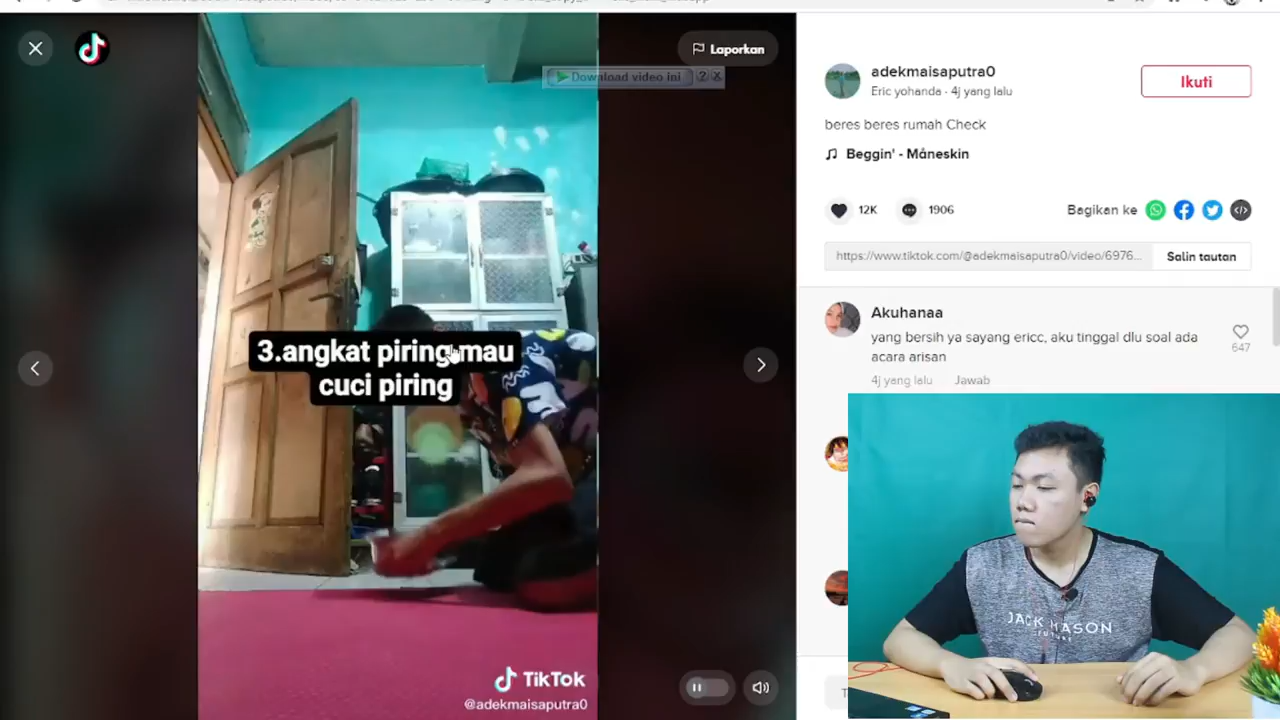 Laporkan
Download video ini
3.angkat piring mau
cuci piring
TikTok
@adekmaisaputra0
adekmaisaputra0
Eric yohanda · 4j yang lalu
Ikuti
beres beres rumah Check
Beggin' - Måneskin
12K
1906
Bagikan ke
https://www.tiktok.com/@adekmaisaputra0/video/6976...
Salin tautan
Akuhanaa
yang bersih ya sayang ericc, aku tinggal dlu soal ada
acara arisan
647
4j yang lalu
Jawab
JACK MASON